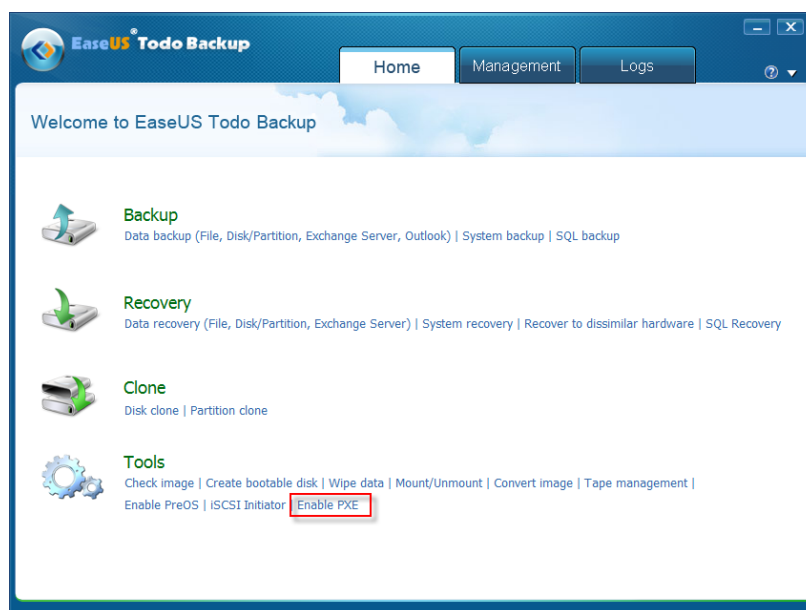 EaseUS® Todo Backup
Home
Management
Logs
Welcome to EaseUS Todo Backup
Backup
Data backup (File, Disk/Partition, Exchange Server, Outlook) | System backup | SQL backup
Recovery
Data recovery (File, Disk/Partition, Exchange Server) | System recovery | Recover to dissimilar hardware | SQL Recovery
Clone
Disk clone | Partition clone
Tools
Check image | Create bootable disk | Wipe data | Mount/Unmount | Convert image | Tape management |
Enable PreOS | iSCSI Initiator | Enable PXE